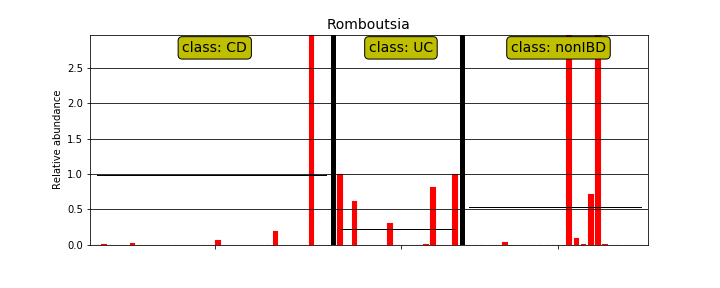 Romboutsia
class: CD
class: UC
class: nonIBD
Relative abundance
2.5
2.0
1.5
1.0
0.5
0.0